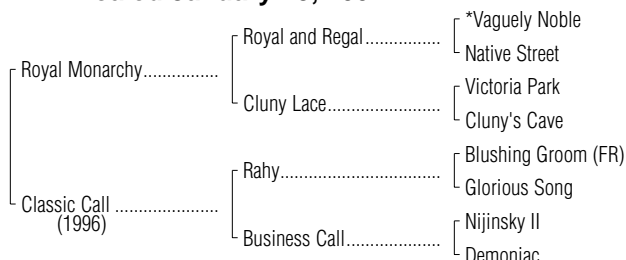 *Vaguely Noble
Royal and Regal
Native Street
Royal Monarchy
Victoria Park
Cluny Lace
Cluny's Cave
Blushing Groom (FR)
Rahy
Glorious Song
Classic Call
(1996)
Nijinsky II
Business Call
Demoniac